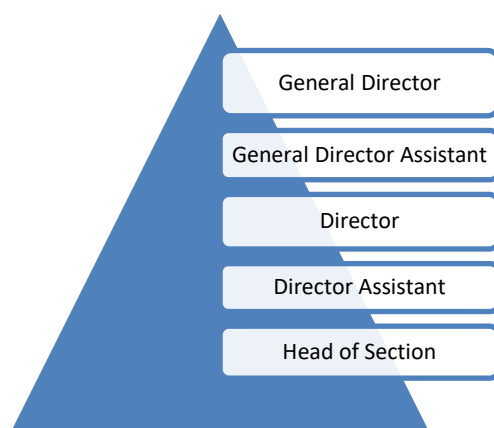 General Director
General Director Assistant
Director
Director Assistant
Head of Section